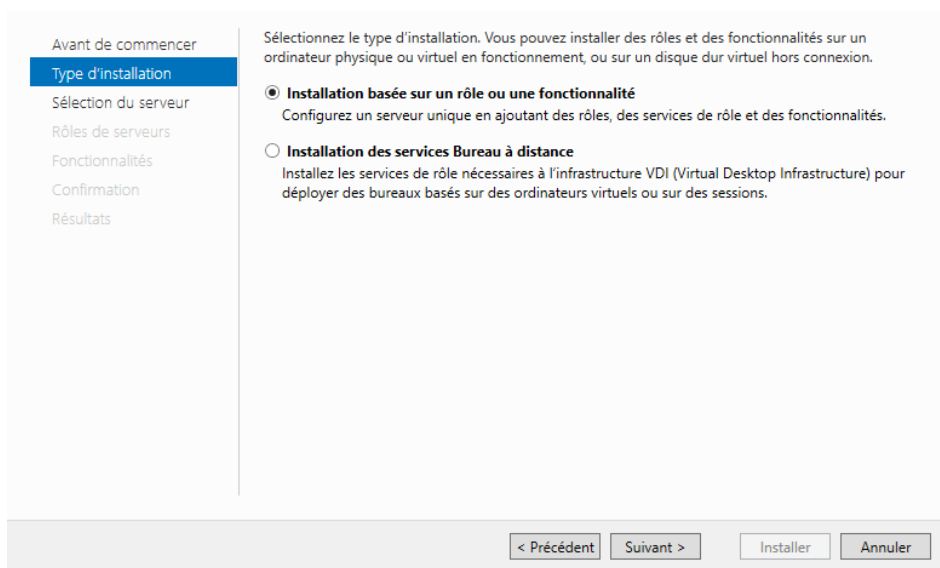 Avant de commencer
Type d'installation
Sélection du serveur
Rôles de serveurs
Fonctionnalités
Confirmation
Résultats
Sélectionnez le type d'installation. Vous pouvez installer des rôles et des fonctionnalités sur un
ordinateur physique ou virtuel en fonctionnement, ou sur un disque dur virtuel hors connexion.
Installation basée sur un rôle ou une fonctionnalité
Configurez un serveur unique en ajoutant des rôles, des services de rôle et des fonctionnalités.
Installation des services Bureau à distance
Installez les services de rôle nécessaires à l'infrastructure VDI (Virtual Desktop Infrastructure) pour
déployer des bureaux basés sur des ordinateurs virtuels ou sur des sessions.
< Précédent Suivant > Installer Annuler